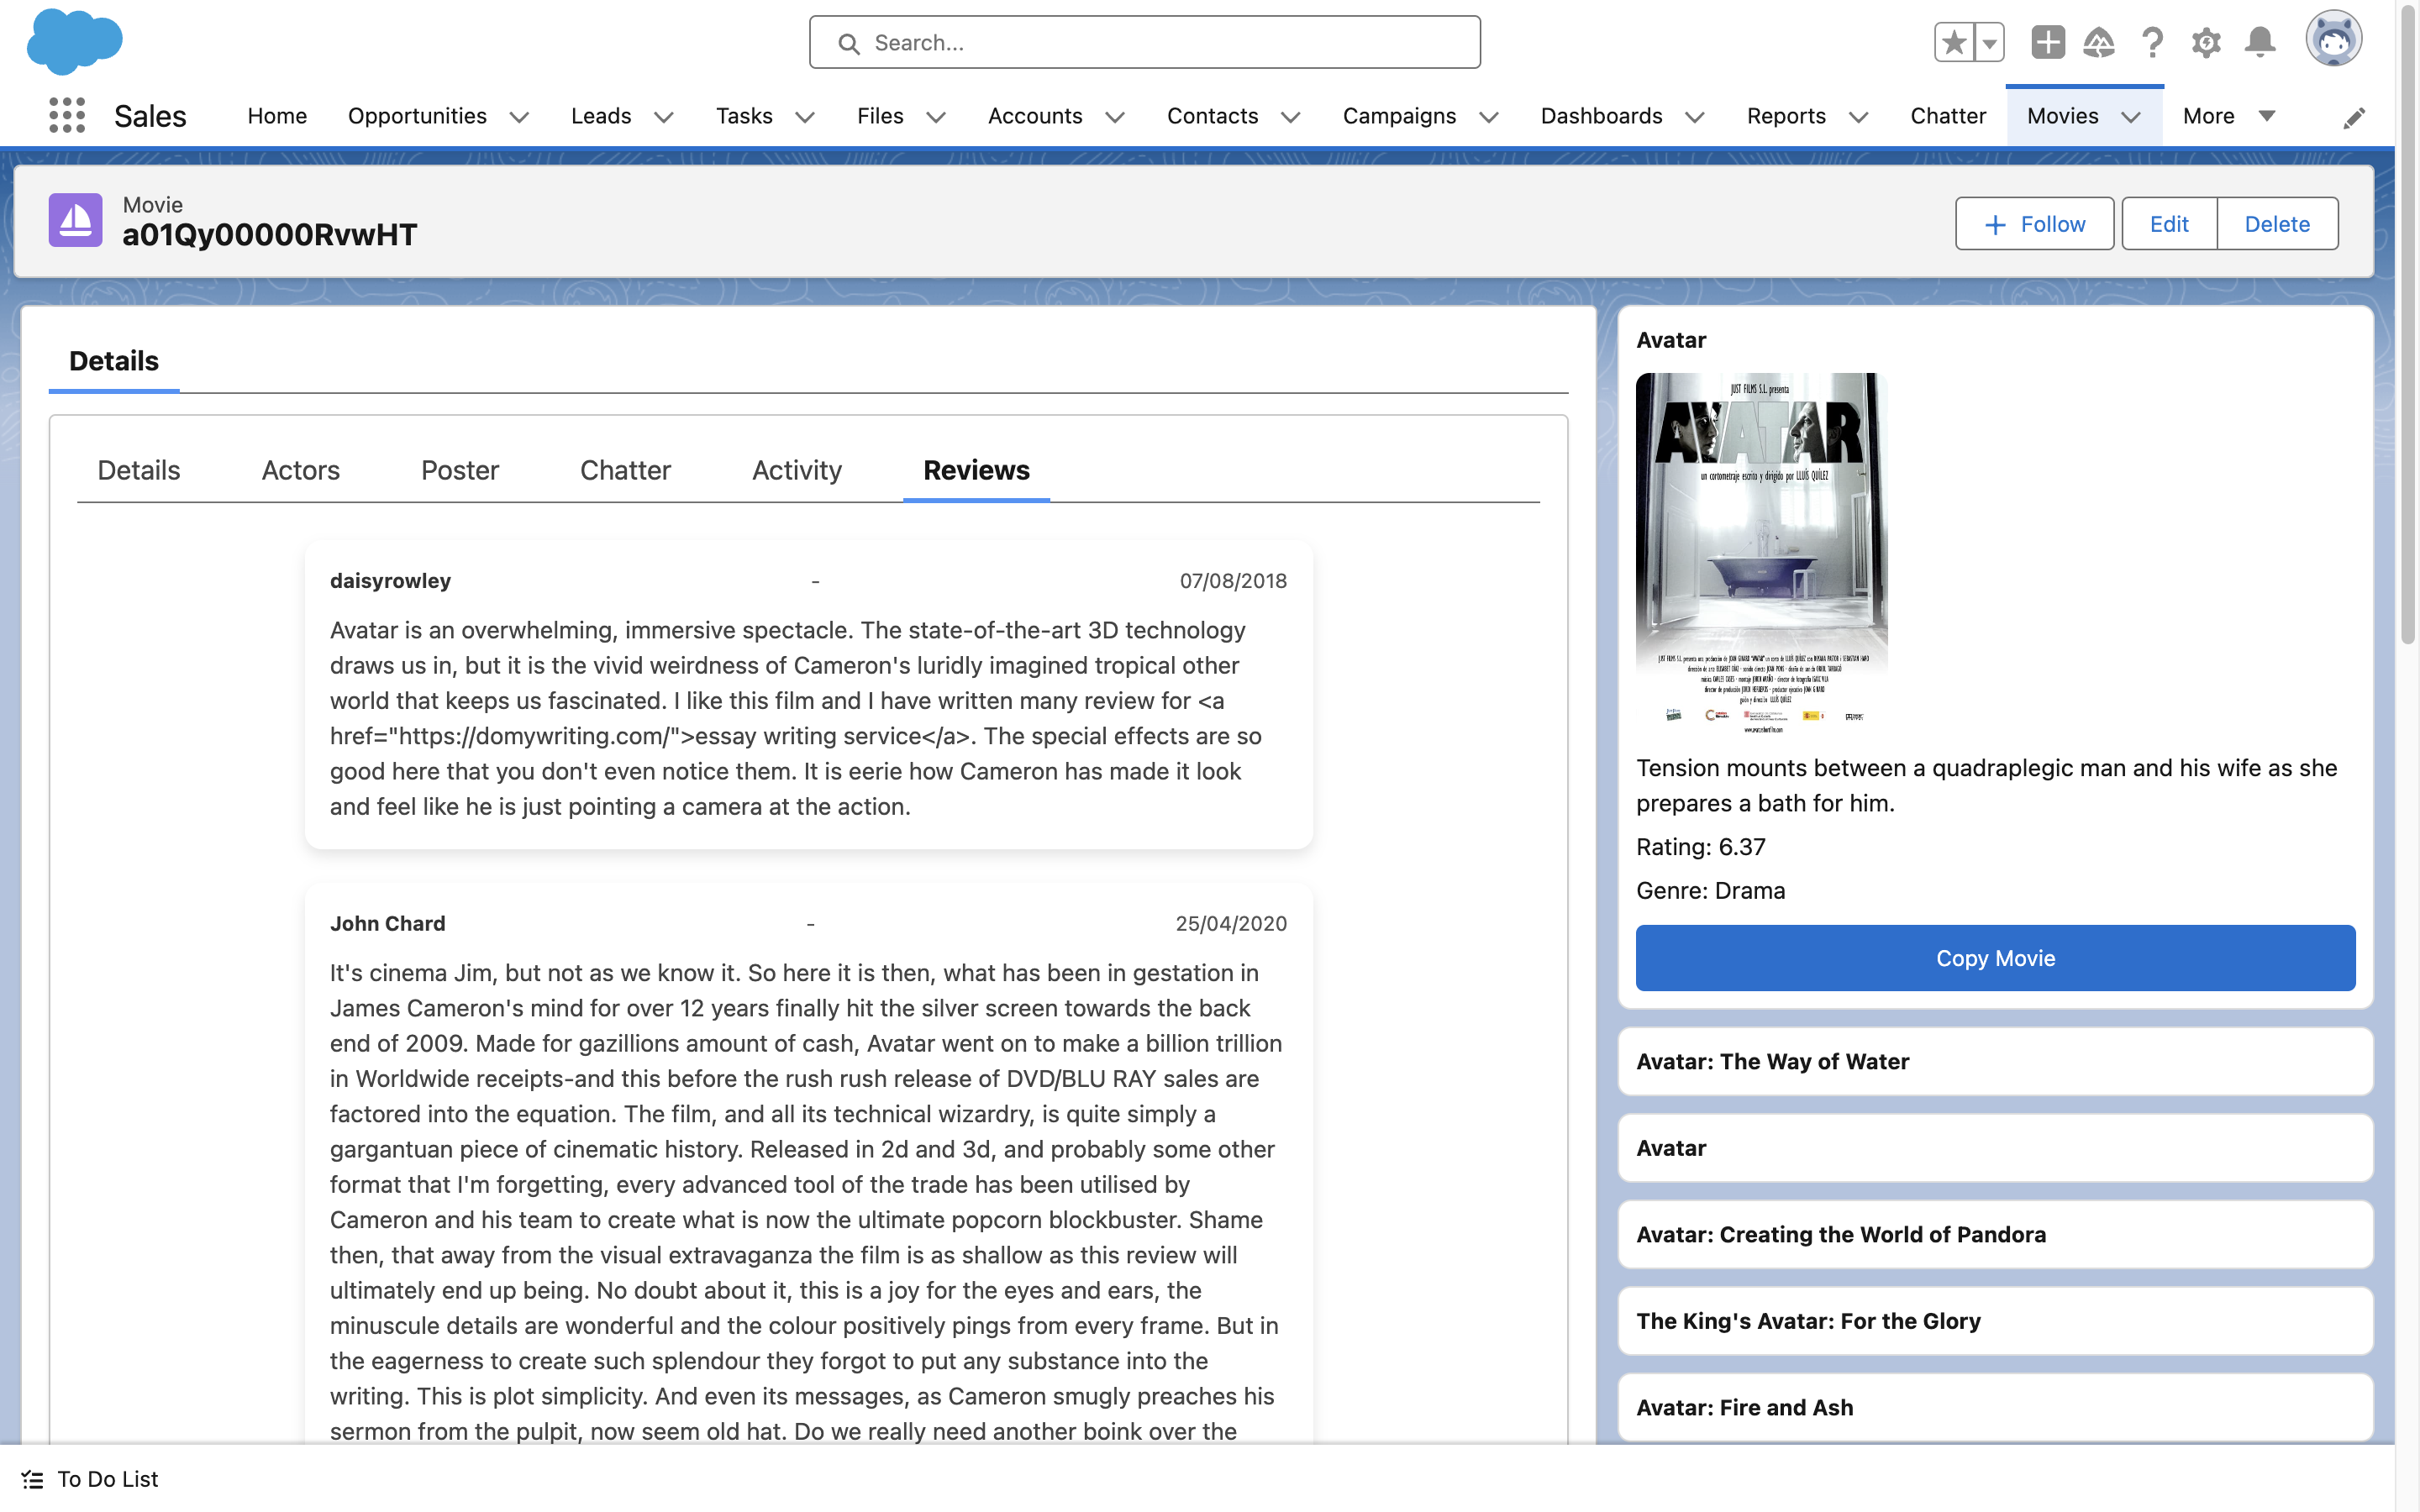 Search...
Sales
Home
Opportunities
Leads
Tasks
Files
Accounts
Contacts
Campaigns
Dashboards
Reports
Chatter
Movies
More
Movie
a01Qy00000RvwHT
Follow
Edit
Delete
Details
Details
Actors
Poster
Chatter
Activity
Reviews
daisyrowley - 07/08/2018
Avatar is an overwhelming, immersive spectacle. The state-of-the-art 3D technology
draws us in, but it is the vivid weirdness of Cameron's luridly imagined tropical other
world that keeps us fascinated. I like this film and I have written many review for <a
href="https://domywriting.com/">essay writing service</a>. The special effects are so
good here that you don't even notice them. It is eerie how Cameron has made it look
and feel like he is just pointing a camera at the action.
John Chard - 25/04/2020
It's cinema Jim, but not as we know it. So here it is then, what has been in gestation in
James Cameron's mind for over 12 years finally hit the silver screen towards the back
end of 2009. Made for gazillions amount of cash, Avatar went on to make a billion trillion
in Worldwide receipts-and this before the rush rush release of DVD/BLU RAY sales are
factored into the equation. The film, and all its technical wizardry, is quite simply a
gargantuan piece of cinematic history. Released in 2d and 3d, and probably some other
format that I'm forgetting, every advanced tool of the trade has been utilised by
Cameron and his team to create what is now the ultimate popcorn blockbuster. Shame
then, that away from the visual extravaganza the film is as shallow as this review will
ultimately end up being. No doubt about it, this is a joy for the eyes and ears, the
minuscule details are wonderful and the colour positively pings from every frame. But in
the eagerness to create such splendour they forgot to put any substance into the
writing. This is plot simplicity. And even its messages, as Cameron smugly preaches his
sermon from the pulpit, now seem old hat. Do we really need another boink over the
Avatar
JUST FILMS S.L. presenta
AVATAR
un cortometraje escrito y dirigido por LLUÍS QUÍLEZ
Tension mounts between a quadraplegic man and his wife as she
prepares a bath for him.
Rating: 6.37
Genre: Drama
Copy Movie
Avatar: The Way of Water
Avatar
Avatar: Creating the World of Pandora
The King's Avatar: For the Glory
Avatar: Fire and Ash
To Do List